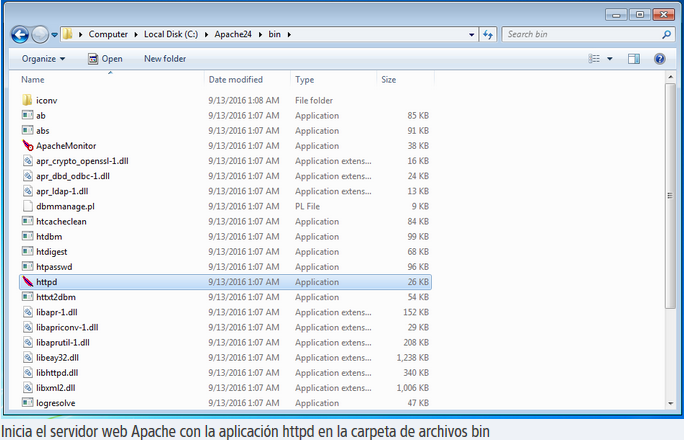 Computer Local Disk (C:) Apache24 bin Search bin
Organize Open New folder
Name Date modified Type Size
iconv 9/13/2016 1:08 AM File folder
ab 9/13/2016 1:07 AM Application 85 KB
abs 9/13/2016 1:07 AM Application 91 KB
ApacheMonitor 9/13/2016 1:07 AM Application 38 KB
apr_crypto_openssl-1.dll 9/13/2016 1:07 AM Application extens... 16 KB
apr_dbd_odbc-1.dll 9/13/2016 1:07 AM Application extens... 24 KB
apr_ldap-1.dll 9/13/2016 1:07 AM Application extens... 13 KB
dbmmanage.pl 9/13/2016 1:07 AM PL File 9 KB
htcacheclean 9/13/2016 1:07 AM Application 84 KB
htdbm 9/13/2016 1:07 AM Application 99 KB
htdigest 9/13/2016 1:07 AM Application 68 KB
htpasswd 9/13/2016 1:07 AM Application 96 KB
httpd 9/13/2016 1:07 AM Application 26 KB
httxt2dbm 9/13/2016 1:07 AM Application 54 KB
libapr-1.dll 9/13/2016 1:07 AM Application extens... 152 KB
libapriconv-1.dll 9/13/2016 1:07 AM Application extens... 29 KB
libaprutil-1.dll 9/13/2016 1:07 AM Application extens... 208 KB
libeay32.dll 9/13/2016 1:07 AM Application extens... 1,238 KB
libhttpd.dll 9/13/2016 1:07 AM Application extens... 340 KB
libxml2.dll 9/13/2016 1:07 AM Application extens... 1,006 KB
logresolve 9/13/2016 1:07 AM Application 47 KB
Inicia el servidor web Apache con la aplicación httpd en la carpeta de archivos bin